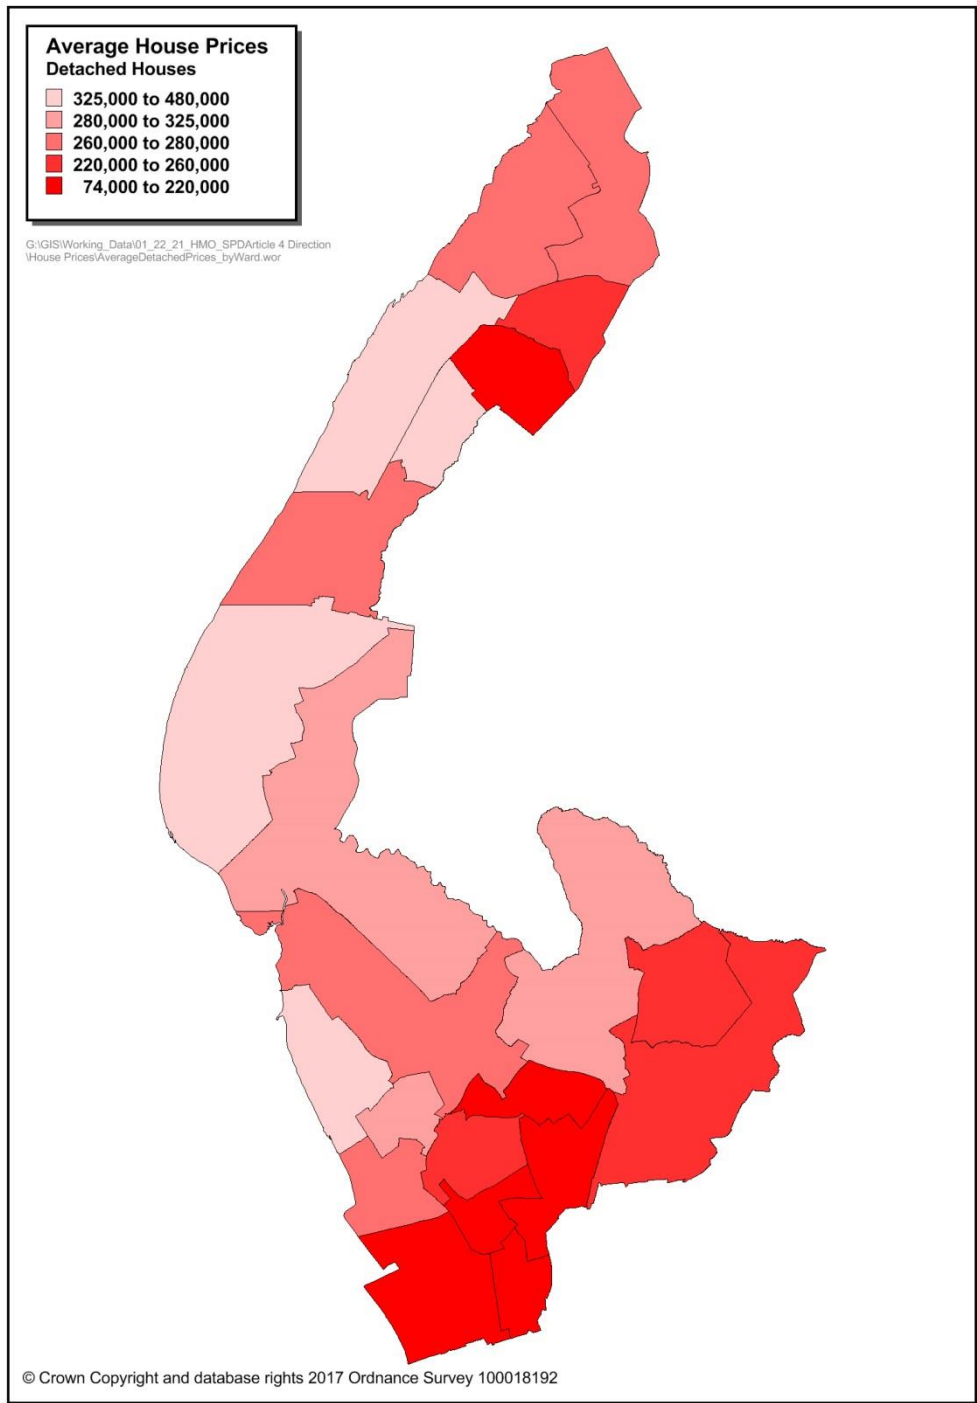 Average House Prices
Detached Houses
325,000 to 480,000
280,000 to 325,000
260,000 to 280,000
220,000 to 260,000
74,000 to 220,000
G:\GIS\Working_Data\01_22_21_HMO_SPDArticle 4 Direction
\House Prices\AverageDetachedPrices_byWard.wor
© Crown Copyright and database rights 2017 Ordnance Survey 100018192